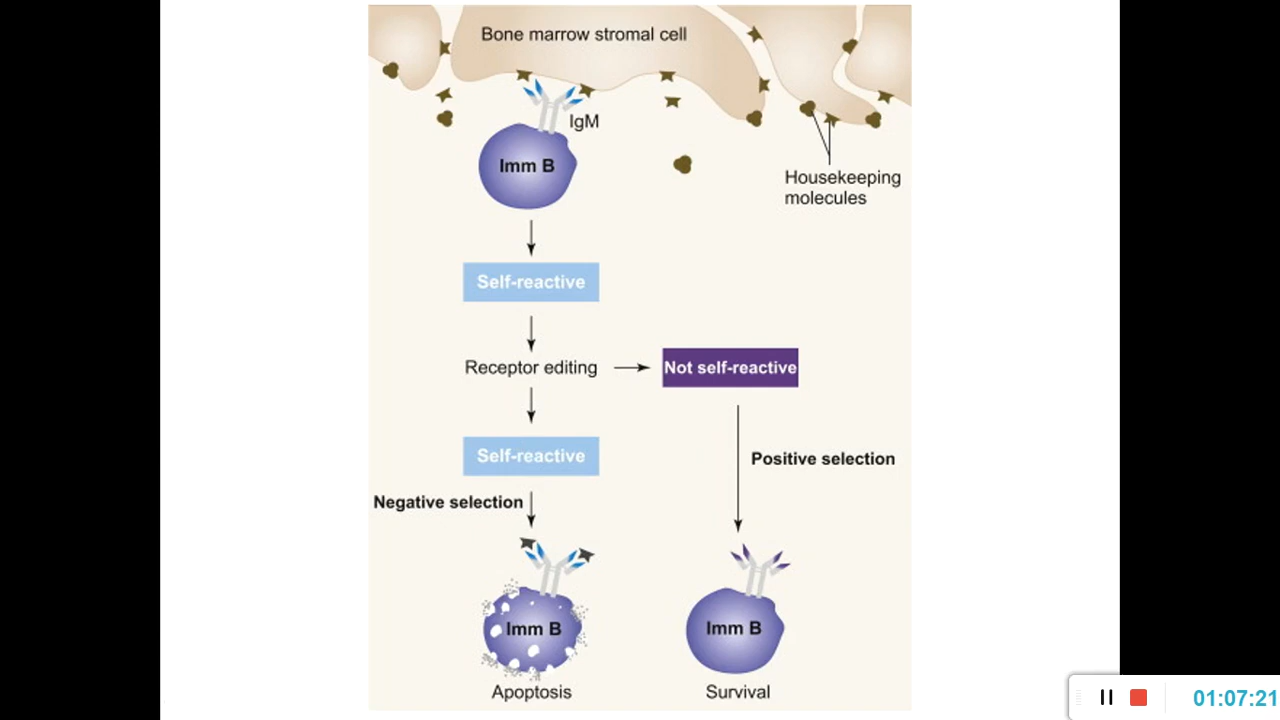 Bone marrow stromal cell
IgM
Imm B
Housekeeping
molecules
Self-reactive
Receptor editing
Not self-reactive
Self-reactive
Positive selection
Negative selection
Imm B
Imm B
Apoptosis
Survival
01:07:21